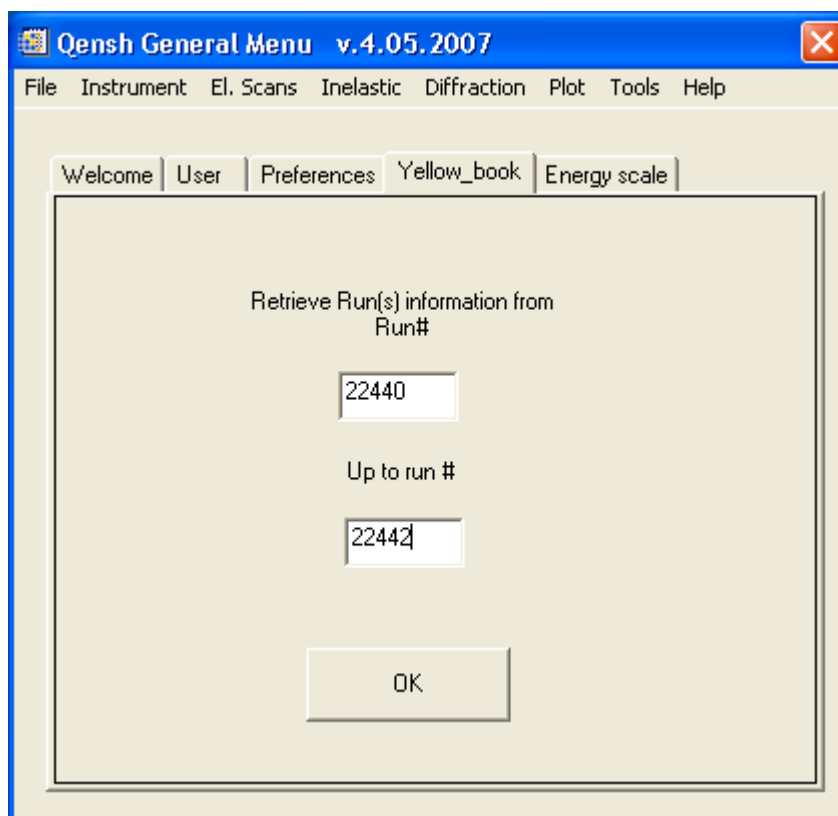 Qensh General Menu v.4.05.2007
File Instrument El. Scans Inelastic Diffraction Plot Tools Help
Welcome User Preferences Yellow_book Energy scale
Retrieve Run(s) information from
Run#
22440
Up to run #
22442
OK